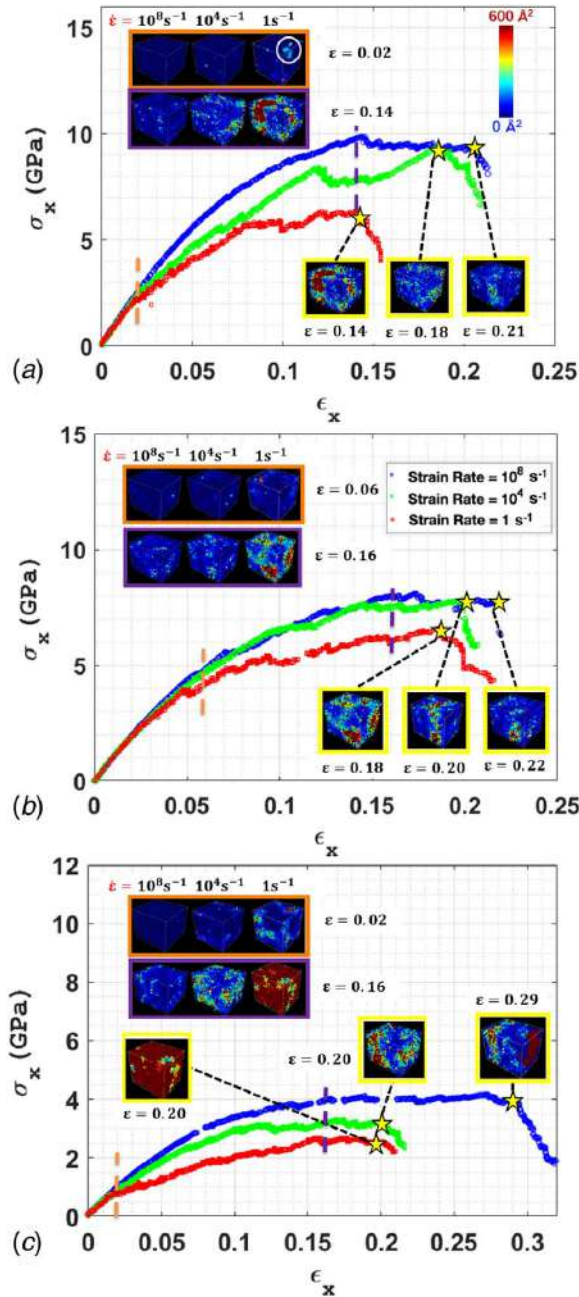 ε̇ = 10⁸s⁻¹ 10⁴s⁻¹ 1s⁻¹
600 Å²
ε = 0.02
ε = 0.14
0 Å²
15
10
5
0
σₓ (GPa)
ε = 0.14
ε = 0.18
ε = 0.21
0 0.05 0.1 0.15 0.2 0.25
(a)
ϵₓ
ε̇ = 10⁸s⁻¹ 10⁴s⁻¹ 1s⁻¹
ε = 0.06
ε = 0.16
Strain Rate = 10⁸ s⁻¹
Strain Rate = 10⁴ s⁻¹
Strain Rate = 1 s⁻¹
15
10
5
0
σₓ (GPa)
ε = 0.18
ε = 0.20
ε = 0.22
0 0.05 0.1 0.15 0.2 0.25
(b)
ϵₓ
ε̇ = 10⁸s⁻¹ 10⁴s⁻¹ 1s⁻¹
ε = 0.02
ε = 0.16
ε = 0.29
ε = 0.20
ε = 0.20
12
10
8
6
4
2
0
σₓ (GPa)
0 0.05 0.1 0.15 0.2 0.25 0.3
(c)
ϵₓ